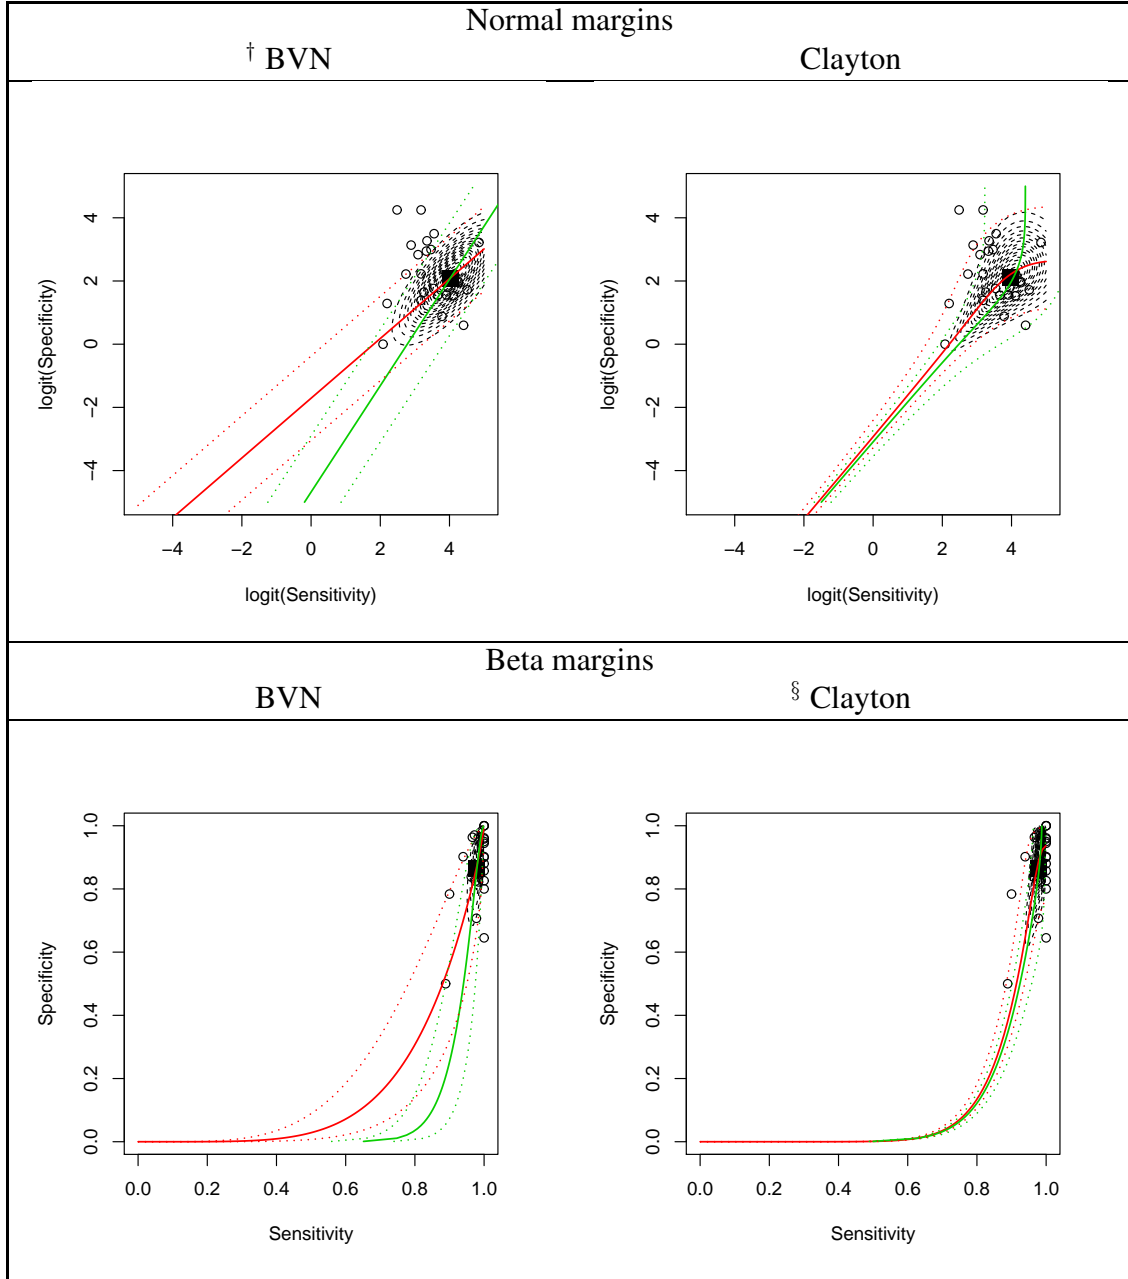 Normal margins
† BVN
Clayton
4
2
0
−2
−4
logit(Specificity)
−4 −2 0 2 4
logit(Sensitivity)
4
2
0
−2
−4
logit(Specificity)
−4 −2 0 2 4
logit(Sensitivity)
Beta margins
BVN
§ Clayton
1.0
0.8
0.6
0.4
0.2
0.0
Specificity
0.0 0.2 0.4 0.6 0.8 1.0
Sensitivity
1.0
0.8
0.6
0.4
0.2
0.0
Specificity
0.0 0.2 0.4 0.6 0.8 1.0
Sensitivity